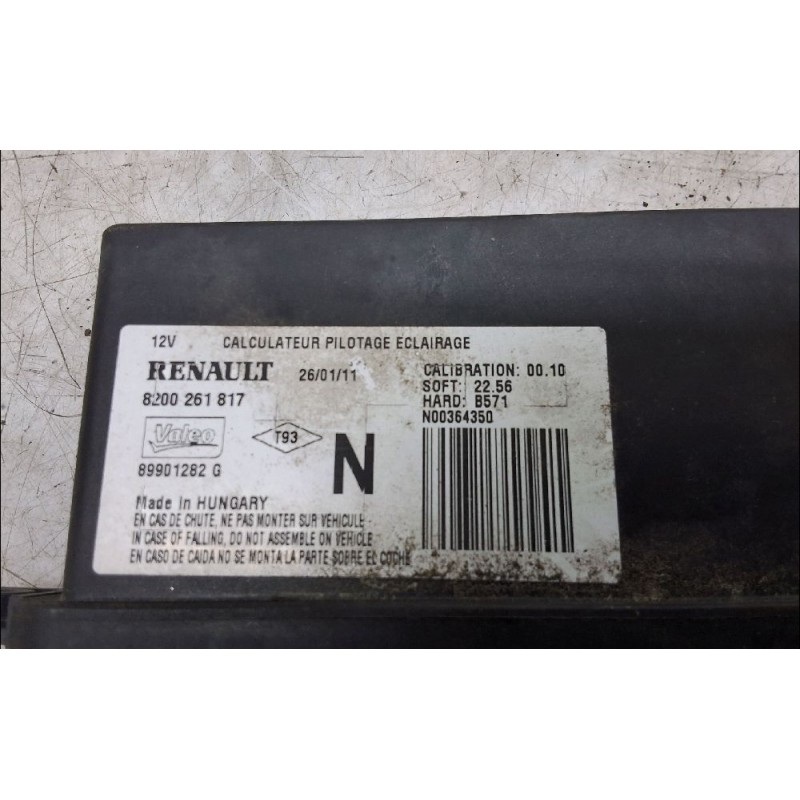 12V CALCULATEUR PILOTAGE ECLAIRAGE
RENAULT 26/01/11 CALIBRATION: 00.10
SOFT: 22.56
8200 261 817 HARD: B571
N00364350
Valeo T93 N
89901282 G
Made in HUNGARY
EN CAS DE CHUTE, NE PAS MONTER SUR VEHICULE
IN CASE OF FALLING, DO NOT ASSEMBLE ON VEHICLE
EN CASO DE CAIDA NO SE MONTA LA PARTE SOBRE EL COCHE